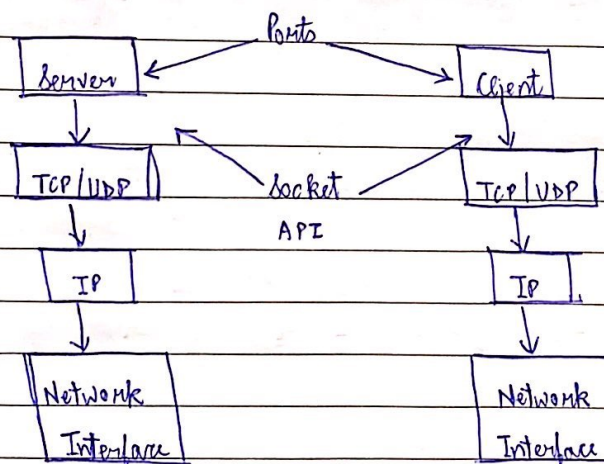 Ports
Server
Client
TCP/UDP
Socket
API
TCP/UDP
IP
IP
Network
Interface
Network
Interface